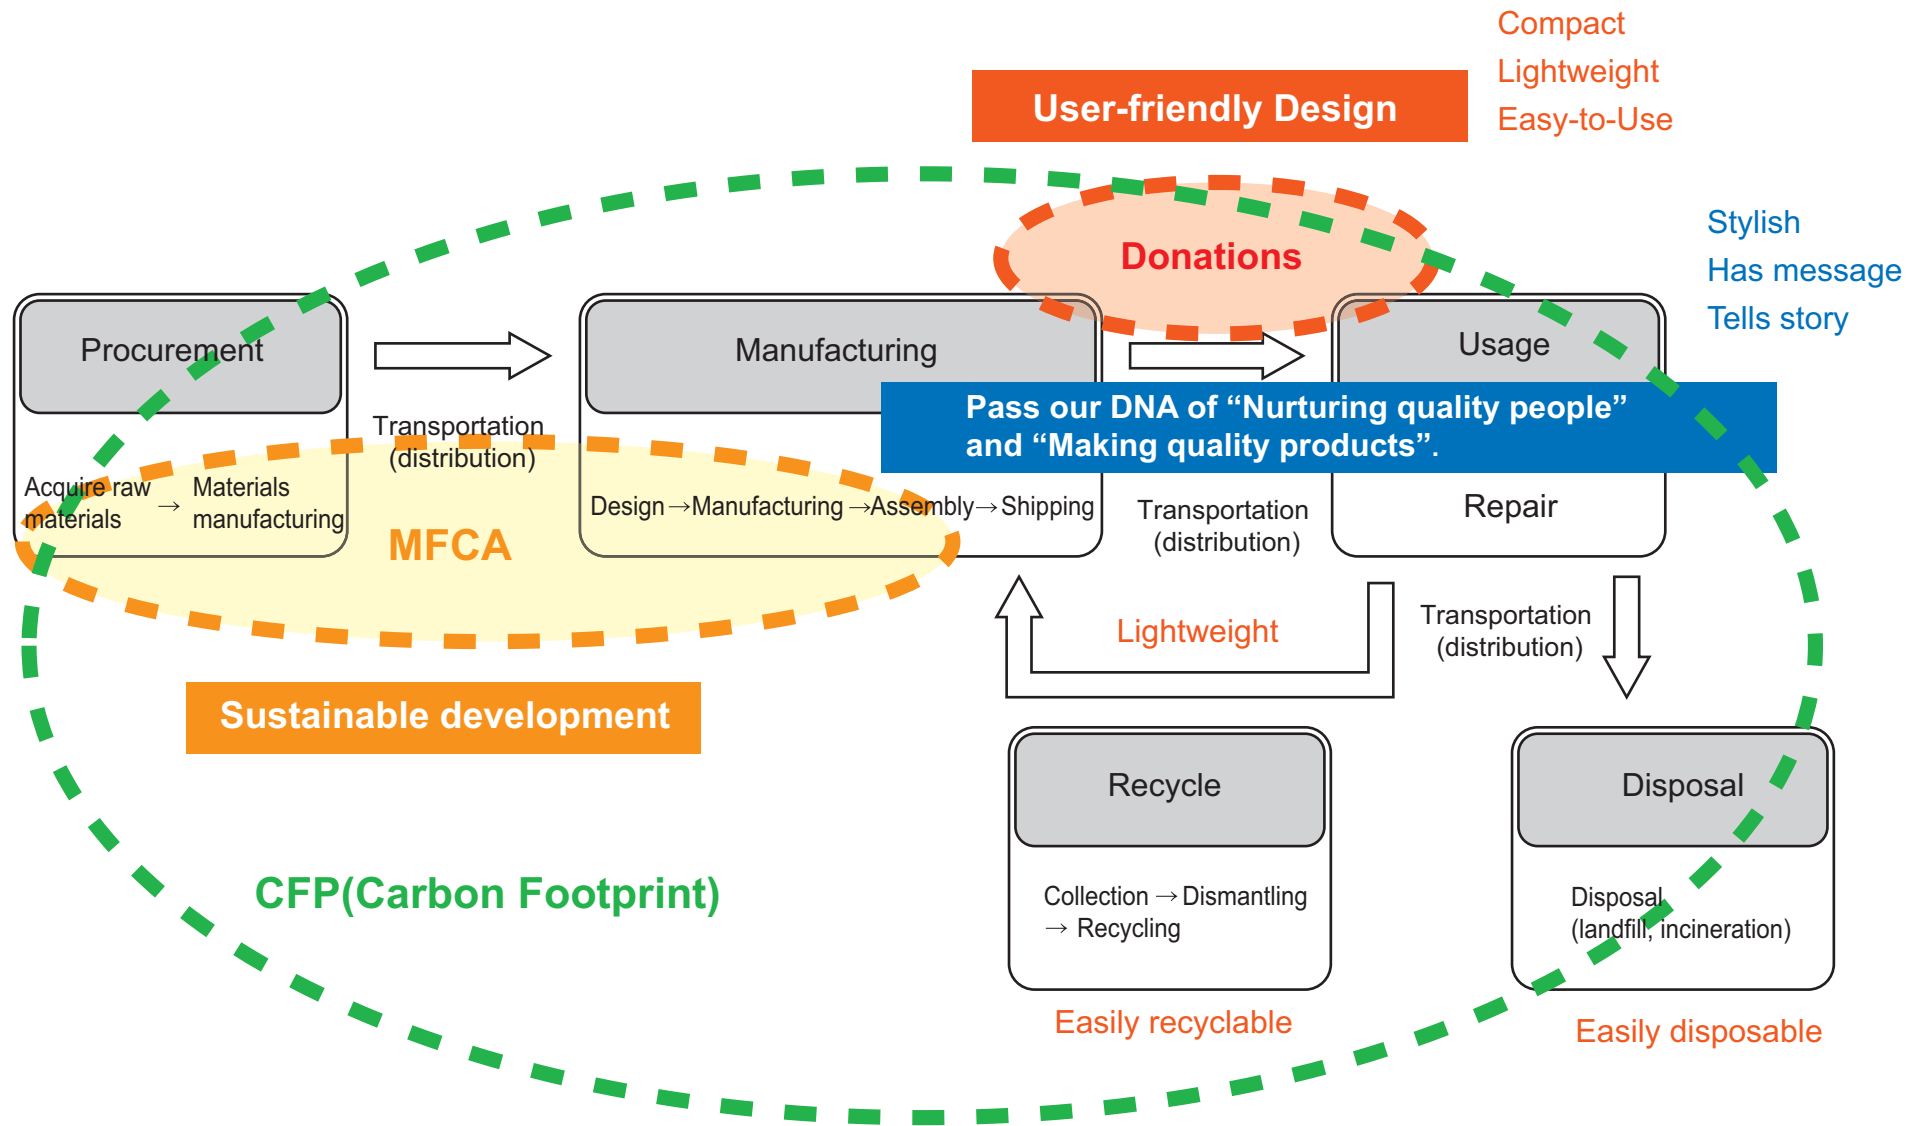 Compact
Lightweight
Easy-to-Use
User-friendly Design
Stylish
Has message
Tells story
Donations
Procurement
Manufacturing
Usage
Transportation
(distribution)
Pass our DNA of “Nurturing quality people”
and “Making quality products”.
Acquire raw
materials
→
Materials
manufacturing
MFCA
Design→Manufacturing→Assembly→Shipping
Transportation
(distribution)
Repair
Lightweight
Transportation
(distribution)
Sustainable development
Recycle
Disposal
CFP(Carbon Footprint)
Collection → Dismantling
→ Recycling
Disposal
(landfill, incineration)
Easily recyclable
Easily disposable